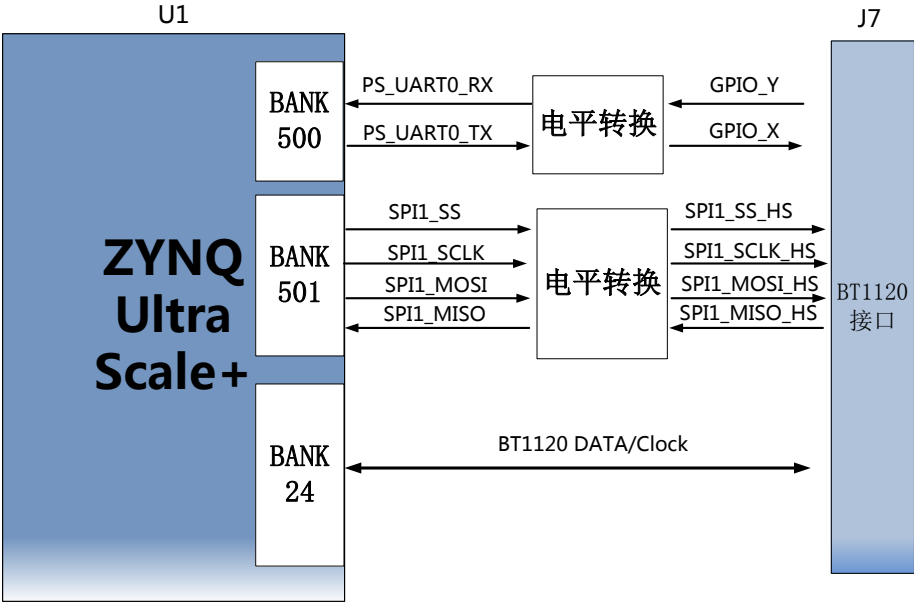 U1
J7
ZYNQ
Ultra
Scale+
BANK
500
PS_UART0_RX
PS_UART0_TX
电平转换
GPIO_Y
GPIO_X
BANK
501
SPI1_SS
SPI1_SCLK
SPI1_MOSI
SPI1_MISO
电平转换
SPI1_SS_HS
SPI1_SCLK_HS
SPI1_MOSI_HS
SPI1_MISO_HS
BT1120
接口
BANK
24
BT1120 DATA/Clock